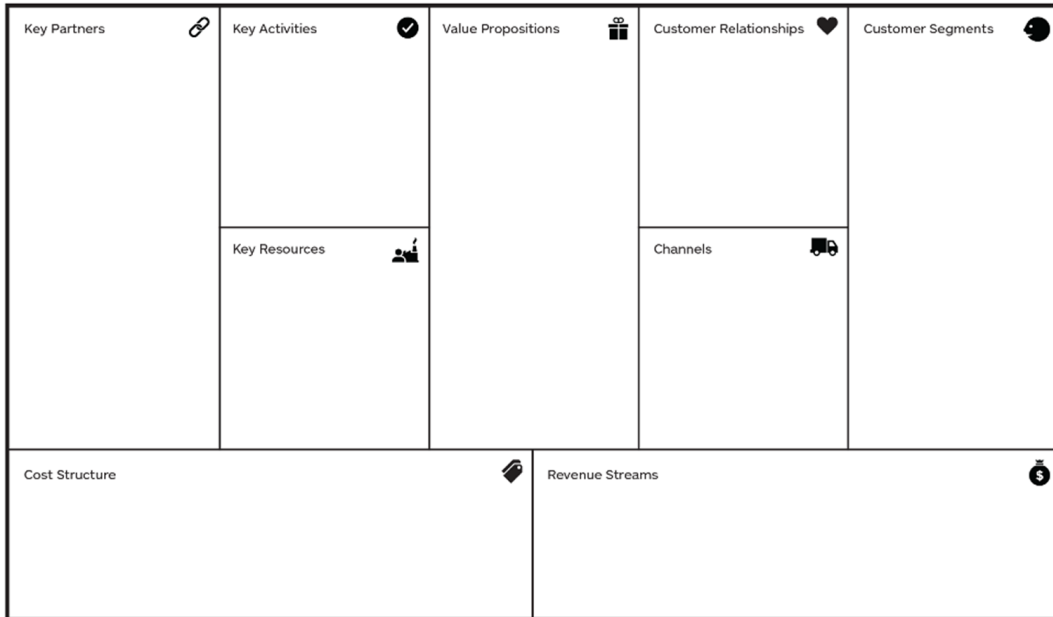 Key Partners
Key Activities
Value Propositions
Customer Relationships
Customer Segments
Key Resources
Channels
Cost Structure
Revenue Streams
$